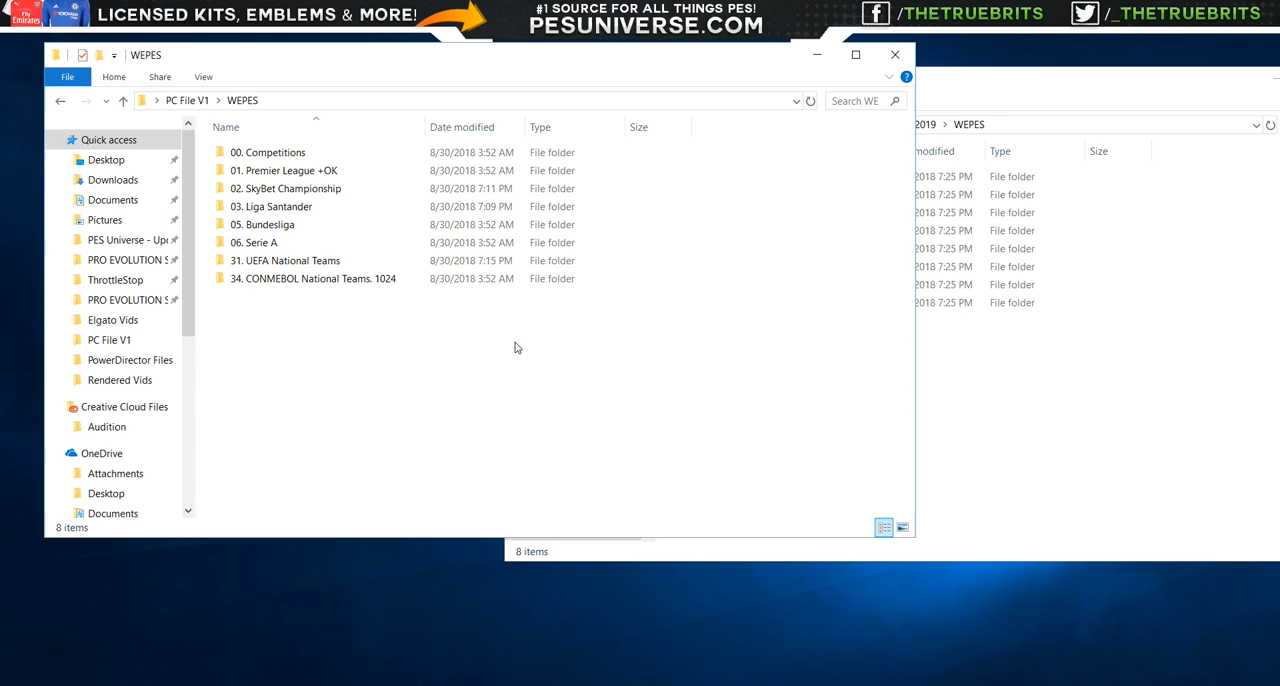 LICENSED KITS, EMBLEMS & MORE!
#1 SOURCE FOR ALL THINGS PES!
PESUNIVERSE.COM
/THETRUEBRITS
/_THETRUEBRITS
WEPES
File Home Share View
PC File V1 > WEPES
Search WE
Name Date modified Type Size
00. Competitions 8/30/2018 3:52 AM File folder
01. Premier League +OK 8/30/2018 3:52 AM File folder
02. SkyBet Championship 8/30/2018 7:11 PM File folder
03. Liga Santander 8/30/2018 7:09 PM File folder
05. Bundesliga 8/30/2018 3:52 AM File folder
06. Serie A 8/30/2018 3:52 AM File folder
31. UEFA National Teams 8/30/2018 7:15 PM File folder
34. CONMEBOL National Teams. 1024 8/30/2018 3:52 AM File folder
Quick access
Desktop
Downloads
Documents
Pictures
PES Universe - Up
PRO EVOLUTION S
ThrottleStop
PRO EVOLUTION S
Elgato Vids
PC File V1
PowerDirector Files
Rendered Vids
Creative Cloud Files
Audition
OneDrive
Attachments
Desktop
Documents
8 items
2019 > WEPES
modified Type Size
2018 7:25 PM File folder
2018 7:25 PM File folder
2018 7:25 PM File folder
2018 7:25 PM File folder
2018 7:25 PM File folder
2018 7:25 PM File folder
2018 7:25 PM File folder
2018 7:25 PM File folder
8 items